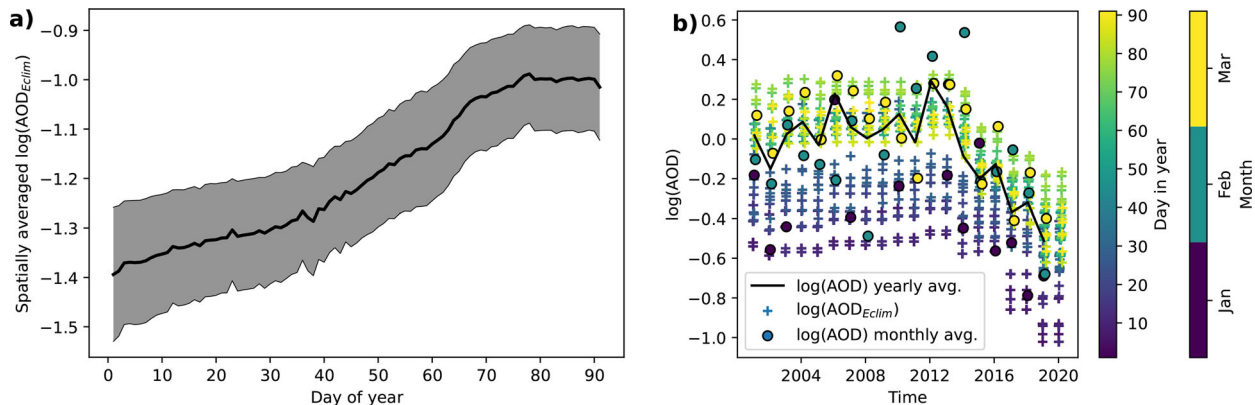 a)
Spatially averaged log(AOD_Eclim)
−0.9
−1.0
−1.1
−1.2
−1.3
−1.4
−1.5
0 10 20 30 40 50 60 70 80 90
Day of year
b)
log(AOD)
0.6
0.4
0.2
0.0
−0.2
−0.4
−0.6
−0.8
−1.0
log(AOD) yearly avg.
log(AOD_Eclim)
log(AOD) monthly avg.
2004 2008 2012 2016 2020
Time
90
80
70
60
50
40
30
20
10
Day in year
Mar
Feb
Jan
Month